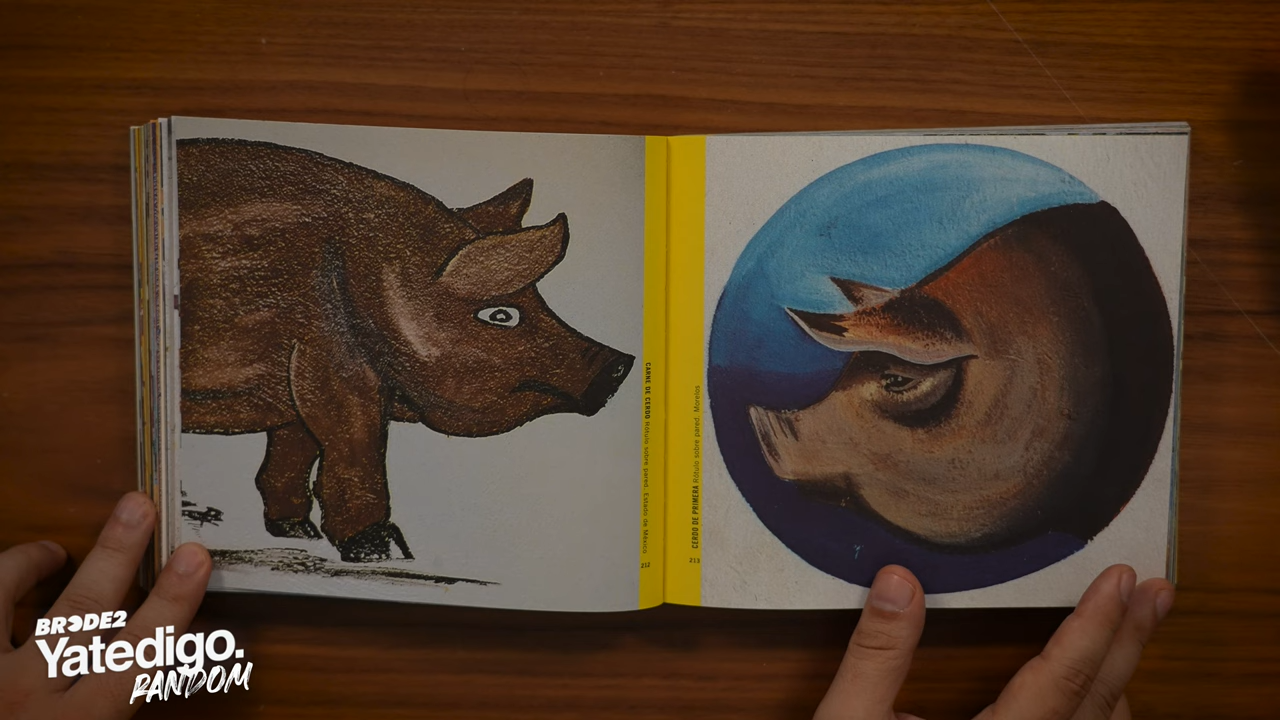 CARNE DE CERDO Rótulo sobre pared. Estado de México
212
CERDO DE PRIMERA Rótulo sobre pared. Morelos
213
BRODE2
Yatedigo.
RANDOM